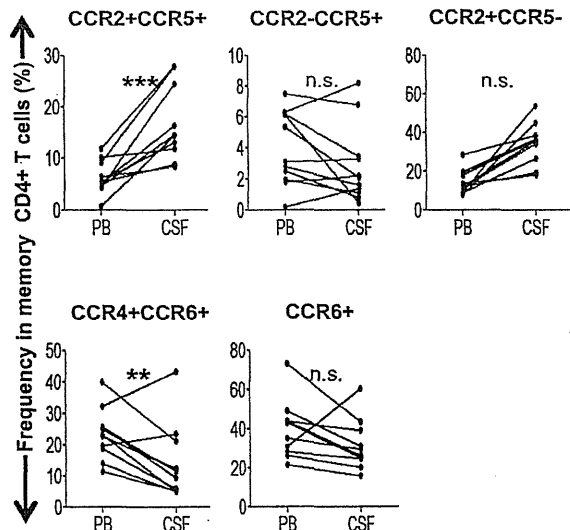 CCR2+CCR5+ CCR2-CCR5+ CCR2+CCR5-
30
20
10
0
***
PB CSF
10
8
6
4
2
0
n.s.
PB CSF
80
60
40
20
0
n.s.
PB CSF
Frequency in memory CD4+ T cells (%)
CCR4+CCR6+ CCR6+
50
40
30
20
10
0
**
PB CSF
80
60
40
20
0
n.s.
PB CSF